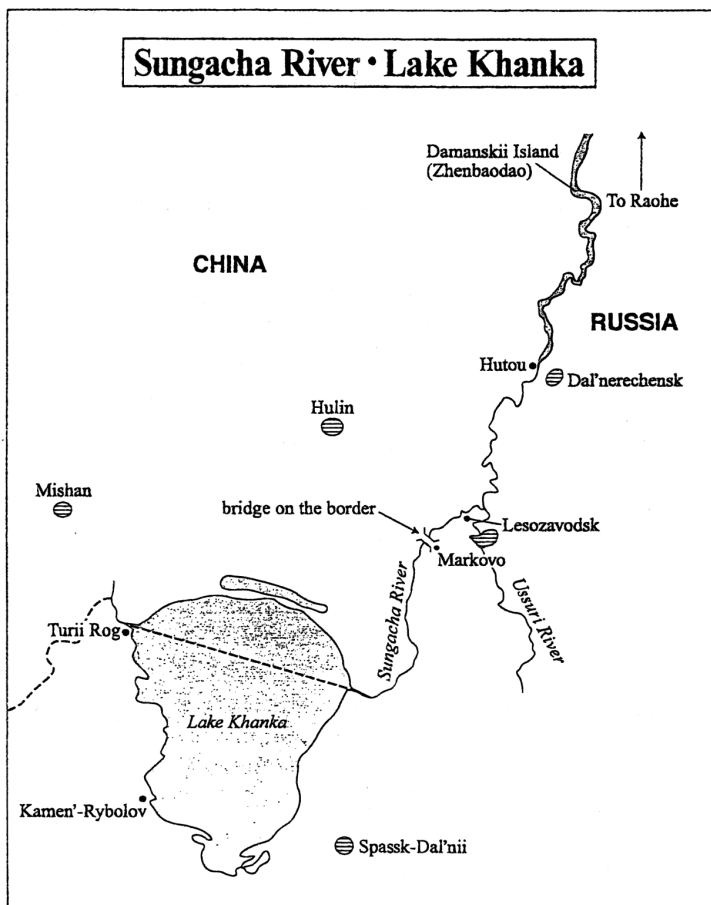 Sungacha River • Lake Khanka
Damanskii Island
(Zhenbaodao)
To Raohe
CHINA
RUSSIA
Hutou
Dal'nerechensk
Hulin
Mishan
bridge on the border
Lesozavodsk
Markovo
Sungacha River
Ussuri River
Turii Rog
Lake Khanka
Kamen'-Rybolov
Spassk-Dal'nii